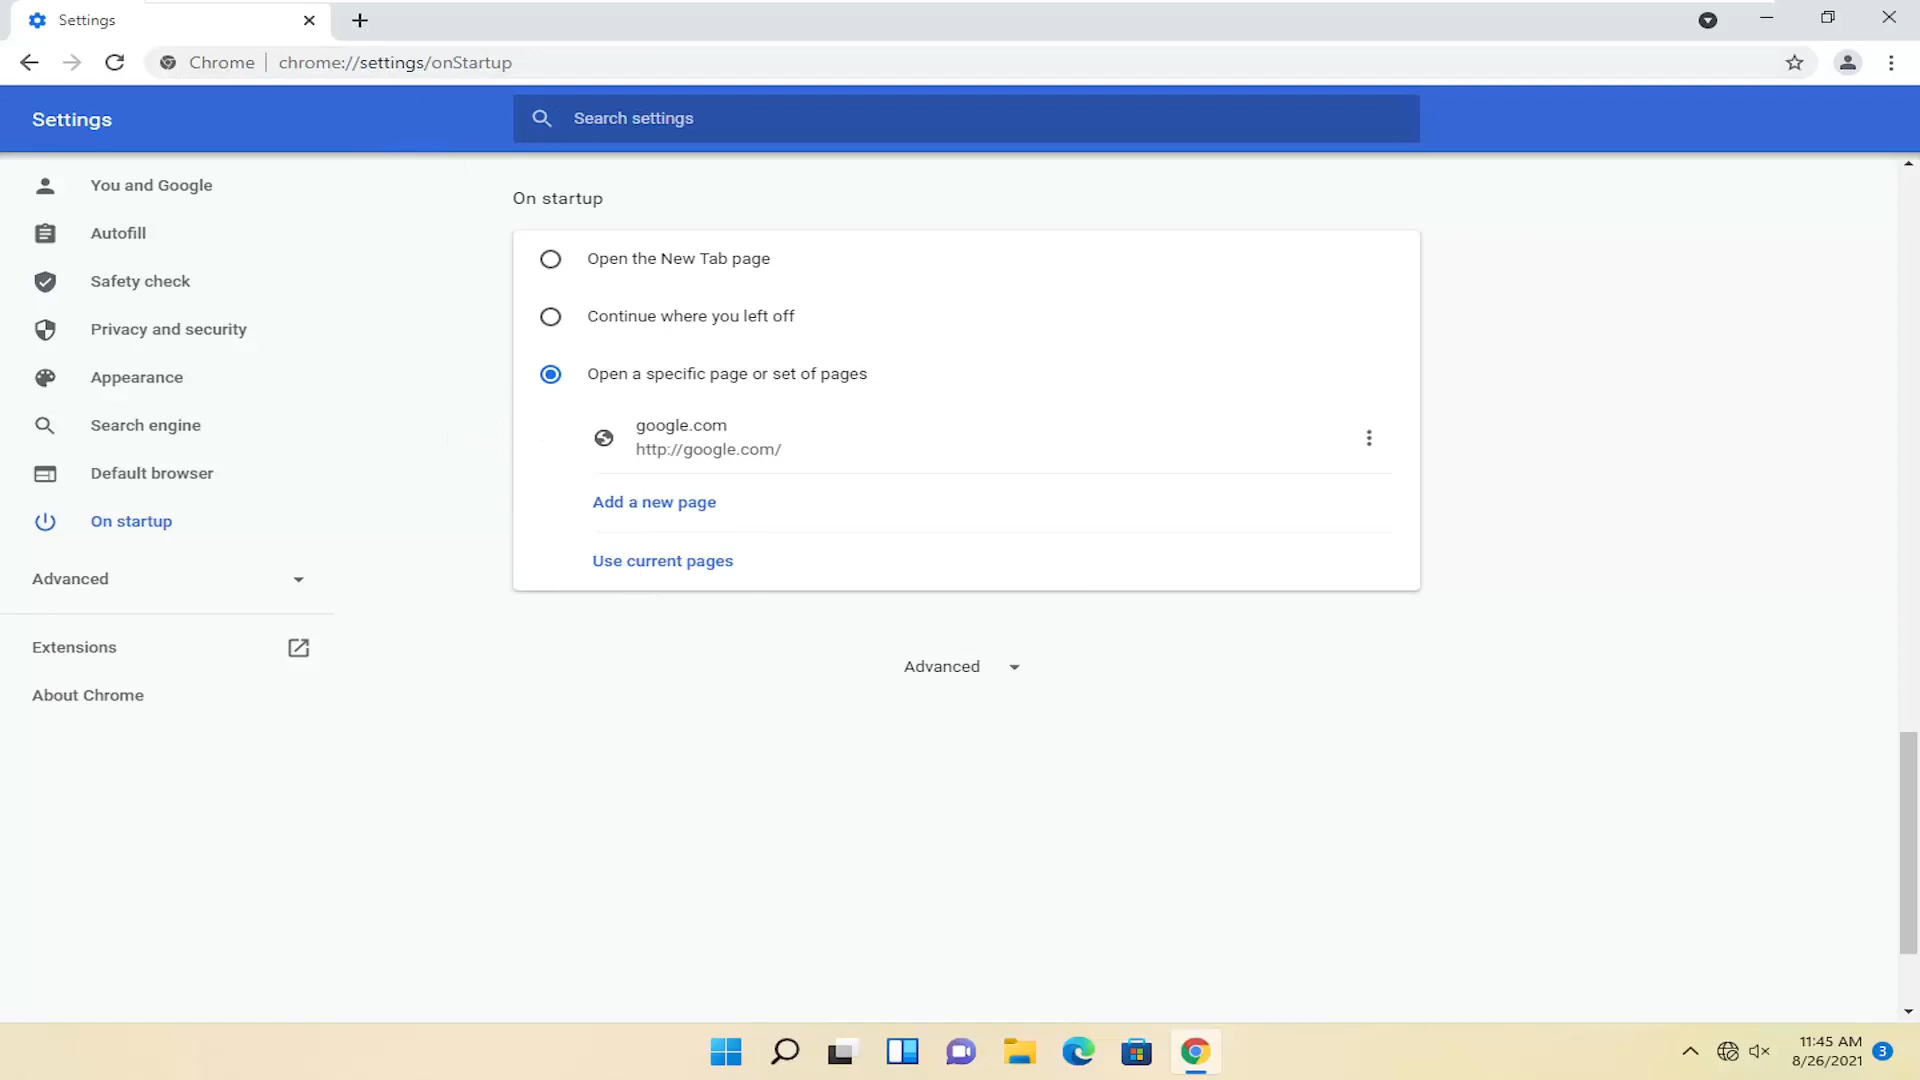 Settings
Chrome
chrome://settings/onStartup
Settings
Search settings
You and Google
Autofill
Safety check
Privacy and security
Appearance
Search engine
Default browser
On startup
Advanced
Extensions
About Chrome
On startup
Open the New Tab page
Continue where you left off
Open a specific page or set of pages
google.com
http://google.com/
Add a new page
Use current pages
Advanced
11:45 AM
8/26/2021
3